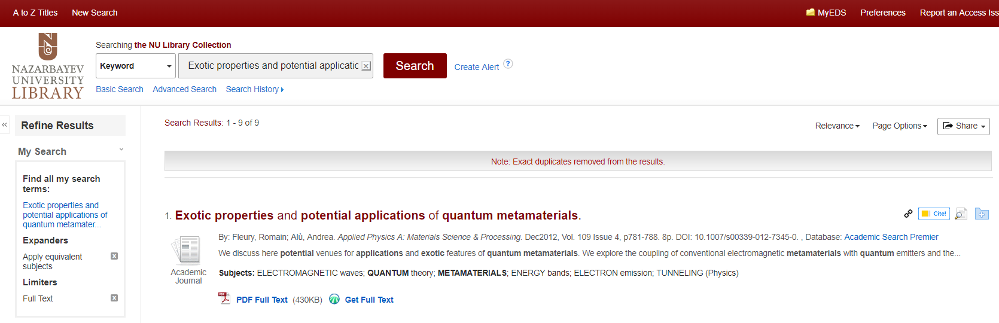 A to Z Titles New Search MyEDS Preferences Report an Access Iss
Searching the NU Library Collection
Keyword Exotic properties and potential applicatic Search Create Alert ?
NAZARBAYEV
UNIVERSITY
LIBRARY
Basic Search Advanced Search Search History
Refine Results
Search Results: 1 - 9 of 9
Relevance Page Options Share
My Search
Note: Exact duplicates removed from the results.
Find all my search
terms:
Exotic properties and
potential applications of
quantum metamater...
Expanders
Apply equivalent
subjects
Limiters
Full Text
1. Exotic properties and potential applications of quantum metamaterials.
Cite!
By: Fleury, Romain; Alù, Andrea. Applied Physics A: Materials Science & Processing. Dec2012, Vol. 109 Issue 4, p781-788. 8p. DOI: 10.1007/s00339-012-7345-0. , Database: Academic Search Premier
We discuss here potential venues for applications and exotic features of quantum metamaterials. We explore the coupling of conventional electromagnetic metamaterials with quantum emitters and the...
Academic
Journal
Subjects: ELECTROMAGNETIC waves; QUANTUM theory; METAMATERIALS; ENERGY bands; ELECTRON emission; TUNNELING (Physics)
PDF PDF Full Text (430KB) Get Full Text